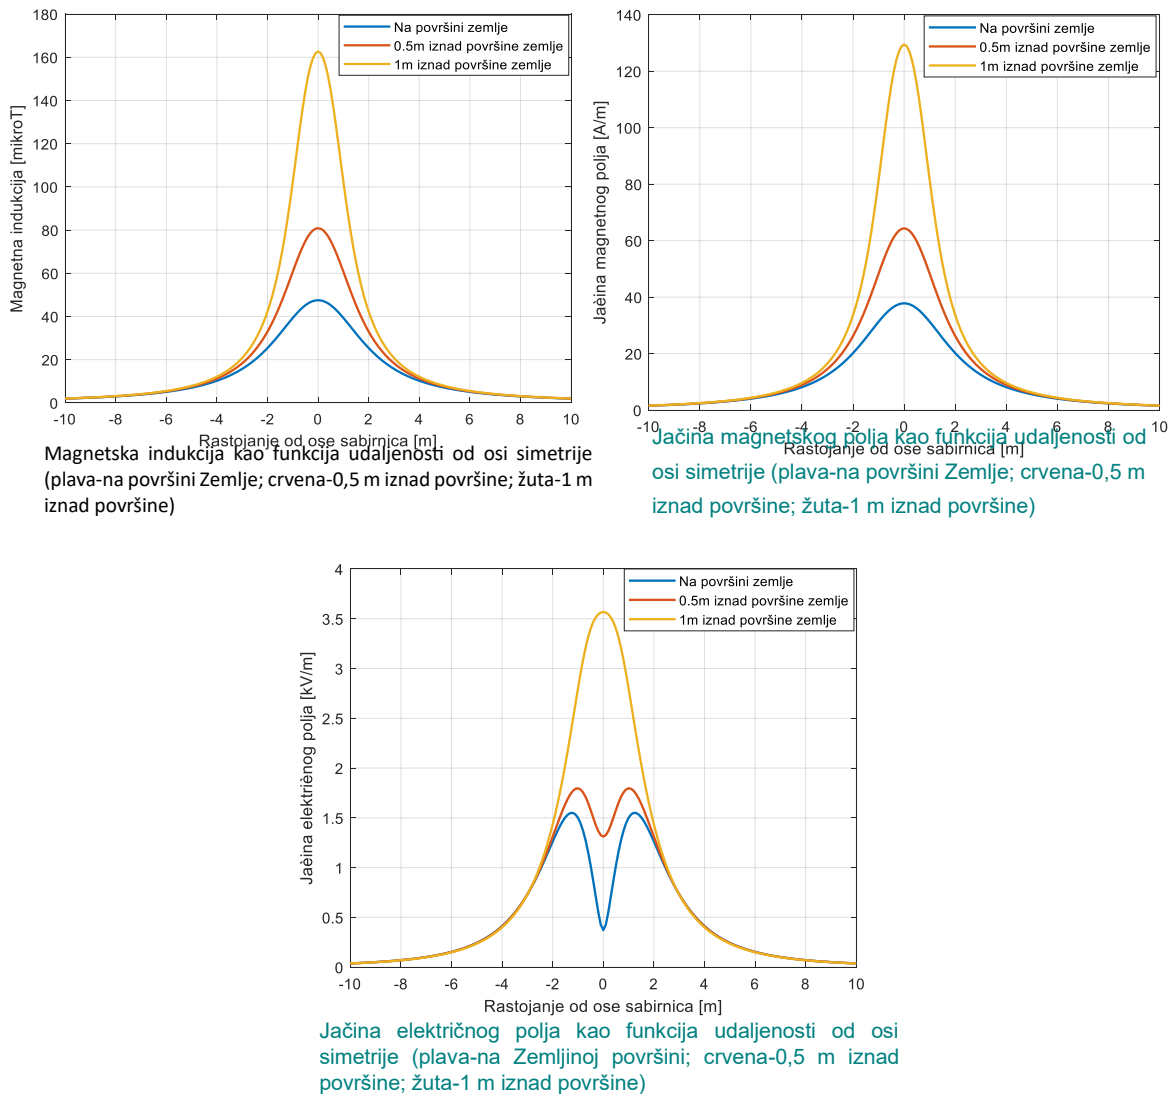 180
160
140
120
100
80
60
40
20
0
Magnetna indukcija [mikroT]
Na površini zemlje
0.5m iznad površine zemlje
1m iznad površine zemlje
-10 -8 -6 -4 -2 0 2 4 6 8 10
Rastojanje od ose sabirnica [m]
Magnetska indukcija kao funkcija udaljenosti od osi simetrije
(plava-na površini Zemlje; crvena-0,5 m iznad površine; žuta-1 m
iznad površine)
140
120
100
80
60
40
20
0
Jaèina magnetnog polja [A/m]
Na površini zemlje
0.5m iznad površine zemlje
1m iznad površine zemlje
-10 -8 -6 -4 -2 0 2 4 6 8 10
Rastojanje od ose sabirnica [m]
Jačina magnetskog polja kao funkcija udaljenosti od
osi simetrije (plava-na površini Zemlje; crvena-0,5 m
iznad površine; žuta-1 m iznad površine)
4
3.5
3
2.5
2
1.5
1
0.5
0
Jaèina elektriènog polja [kV/m]
Na površini zemlje
0.5m iznad površine zemlje
1m iznad površine zemlje
-10 -8 -6 -4 -2 0 2 4 6 8 10
Rastojanje od ose sabirnica [m]
Jačina električnog polja kao funkcija udaljenosti od osi
simetrije (plava-na Zemljinoj površini; crvena-0,5 m iznad
površine; žuta-1 m iznad površine)